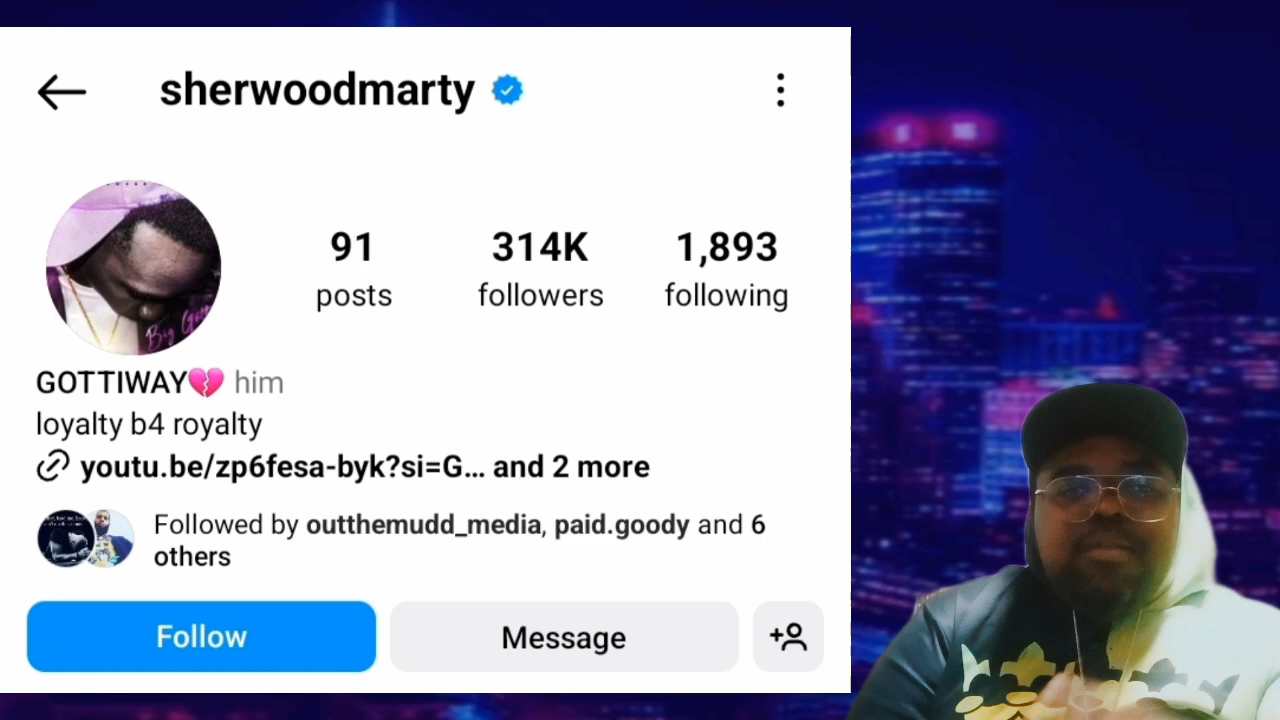 sherwoodmarty
91 314K 1,893
posts followers following
GOTTIWAY💔 him
loyalty b4 royalty
youtu.be/zp6fesa-byk?si=G... and 2 more
Followed by outthemudd_media, paid.goody and 6
others
Follow Message